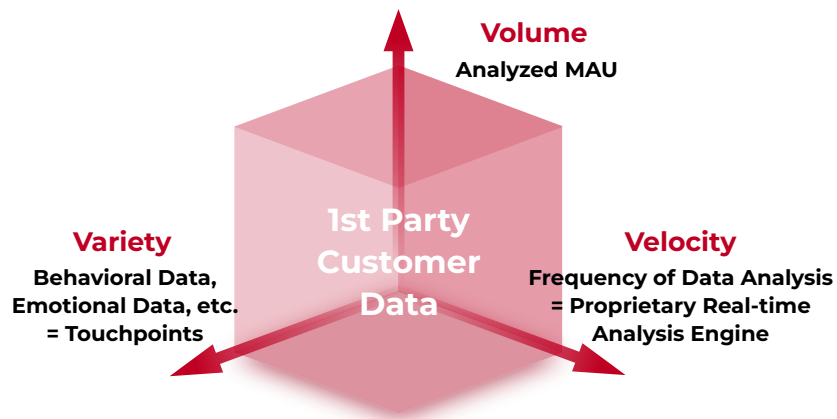 Volume
Analyzed MAU
1st Party
Customer
Data
Variety
Behavioral Data,
Emotional Data, etc.
= Touchpoints
Velocity
Frequency of Data Analysis
= Proprietary Real-time
Analysis Engine